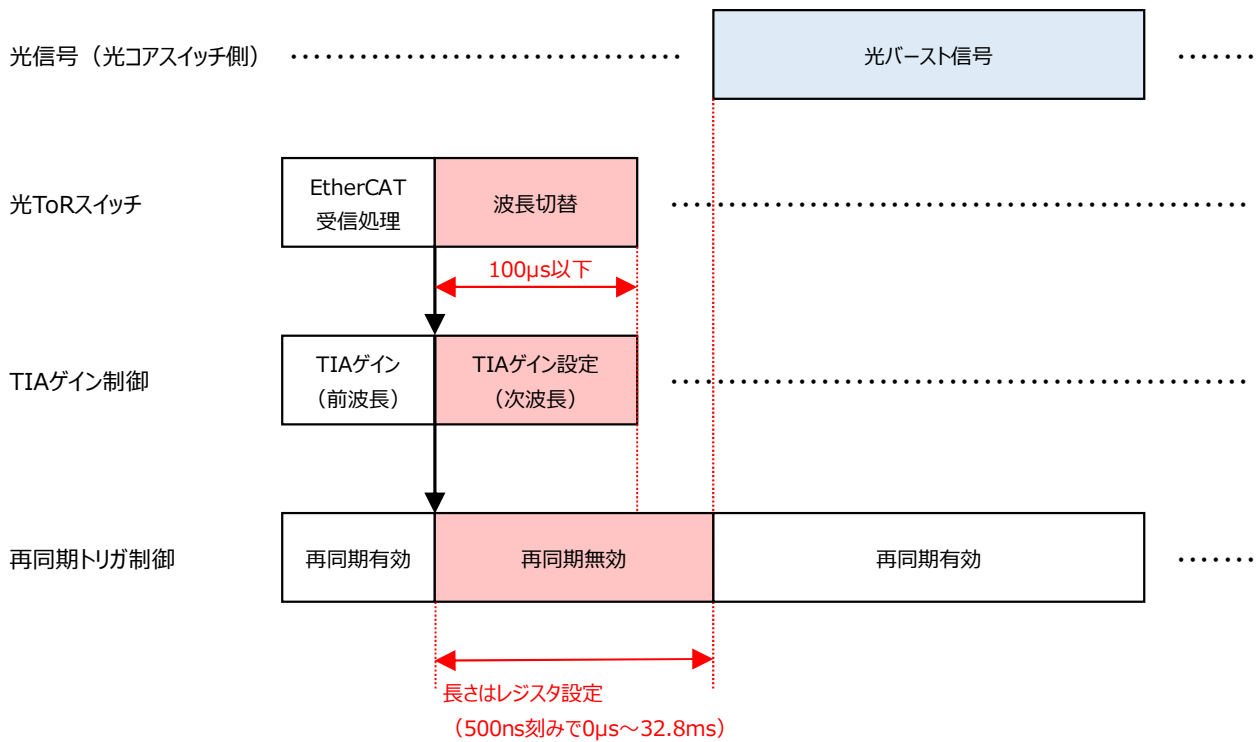 光信号（光コアスイッチ側）
光バースト信号
光ToRスイッチ
EtherCAT
受信処理
波長切替
100μs以下
TIAゲイン制御
TIAゲイン
（前波長）
TIAゲイン設定
（次波長）
再同期トリガ制御
再同期有効
再同期無効
再同期有効
長さはレジスタ設定
（500ns刻みで0μs～32.8ms）